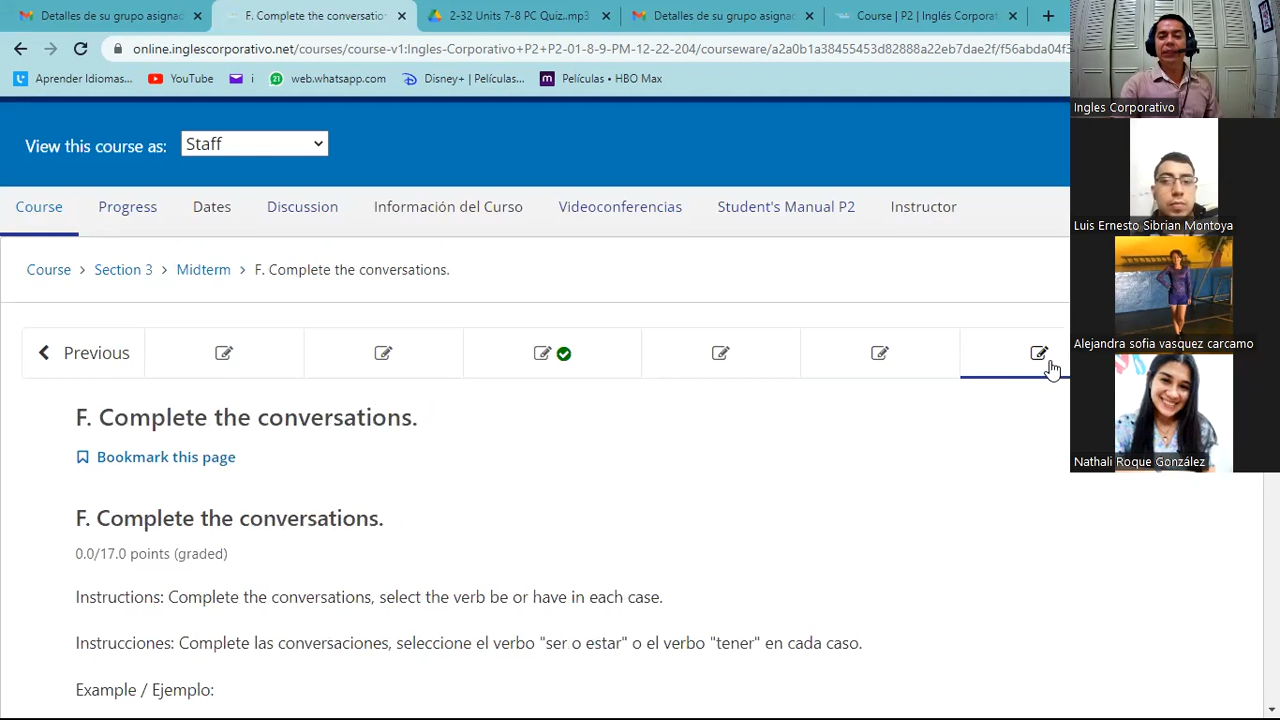 Detalles de su grupo asigna
F. Complete the conversatio
2-32 Units 7-8 PC Quiz.mp3
Detalles de su grupo asigna
Course | P2 | Inglés Corporat
online.inglescorporativo.net/courses/course-v1:Ingles-Corporativo+P2+P2-01-8-9-PM-12-22-204/courseware/a2a0b1a38455453d8298a22eb7dae2f/f56abda04f3
Aprender Idiomas...
YouTube
i
web.whatsapp.com
Disney+ | Películas...
Películas • HBO Max
View this course as:
Staff
Course
Progress
Dates
Discussion
Información del Curso
Videoconferencias
Student's Manual P2
Instructor
Course > Section 3 > Midterm > F. Complete the conversations.
Previous
F. Complete the conversations.
Bookmark this page
F. Complete the conversations.
0.0/17.0 points (graded)
Instructions: Complete the conversations, select the verb be or have in each case.
Instrucciones: Complete las conversaciones, seleccione el verbo "ser o estar" o el verbo "tener" en cada caso.
Example / Ejemplo:
Ingles Corporativo
Luis Ernesto Sibrian Montoya
Alejandra sofia vasquez carcamo
Nathali Roque González